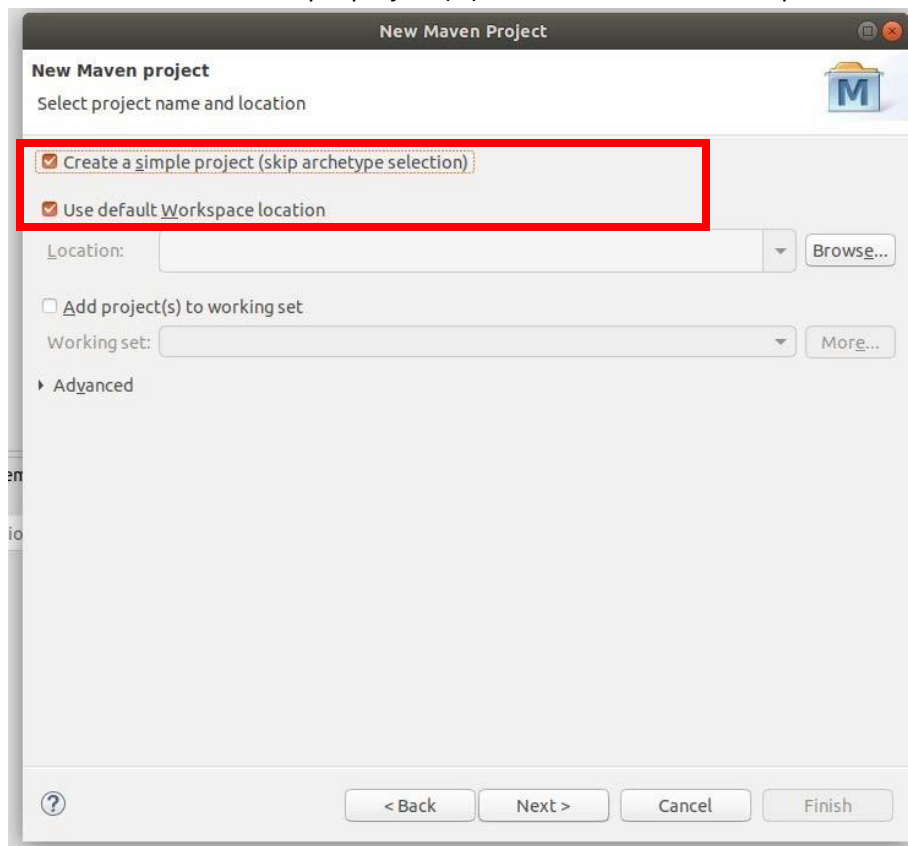 New Maven Project
New Maven project
M
Select project name and location
Create a simple project (skip archetype selection)
Use default Workspace location
Location:
Browse...
Add project(s) to working set
Working set:
More...
Advanced
?
< Back
Next >
Cancel
Finish